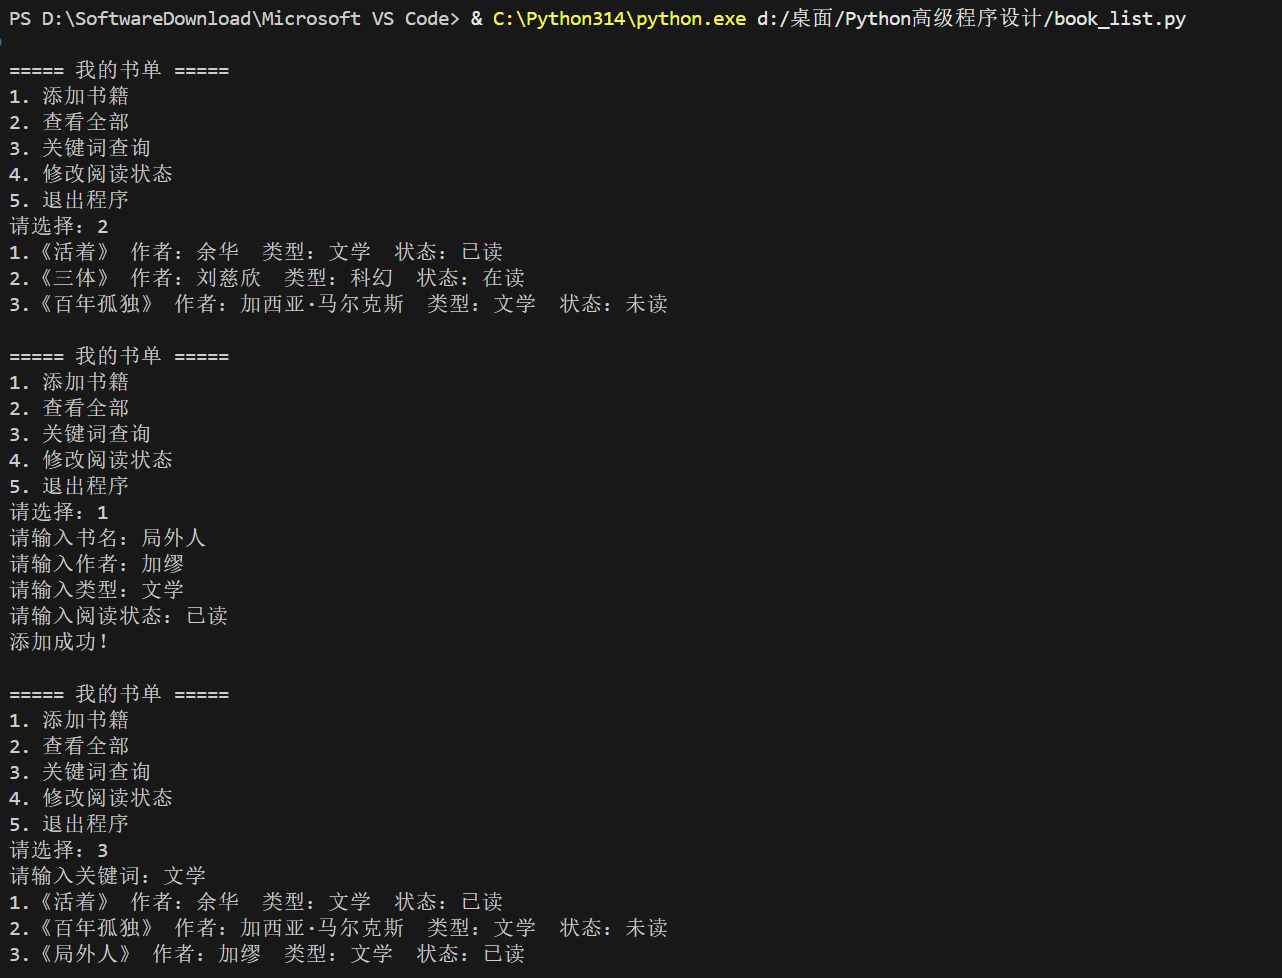 PS D:\SoftwareDownload\Microsoft VS Code> & C:\Python314\python.exe d:/桌面/Python高级程序设计/book_list.py
===== 我的书单 =====
1. 添加书籍
2. 查看全部
3. 关键词查询
4. 修改阅读状态
5. 退出程序
请选择：2
1.《活着》 作者：余华  类型：文学  状态：已读
2.《三体》 作者：刘慈欣  类型：科幻  状态：在读
3.《百年孤独》 作者：加西亚·马尔克斯  类型：文学  状态：未读
===== 我的书单 =====
1. 添加书籍
2. 查看全部
3. 关键词查询
4. 修改阅读状态
5. 退出程序
请选择：1
请输入书名：局外人
请输入作者：加缪
请输入类型：文学
请输入阅读状态：已读
添加成功！
===== 我的书单 =====
1. 添加书籍
2. 查看全部
3. 关键词查询
4. 修改阅读状态
5. 退出程序
请选择：3
请输入关键词：文学
1.《活着》 作者：余华  类型：文学  状态：已读
2.《百年孤独》 作者：加西亚·马尔克斯  类型：文学  状态：未读
3.《局外人》 作者：加缪  类型：文学  状态：已读